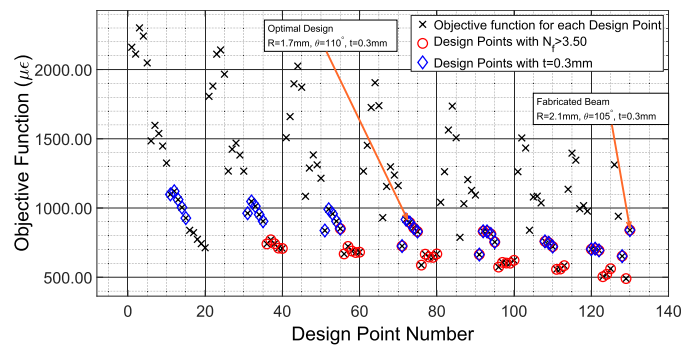 Optimal Design
R=1.7mm, θ=110°, t=0.3mm
× Objective function for each Design Point
Design Points with N_f>3.50
Design Points with t=0.3mm
Fabricated Beam
R=2.1mm, θ=105°, t=0.3mm
Objective Function (με)
2000.00
1500.00
1000.00
500.00
0 20 40 60 80 100 120 140
Design Point Number